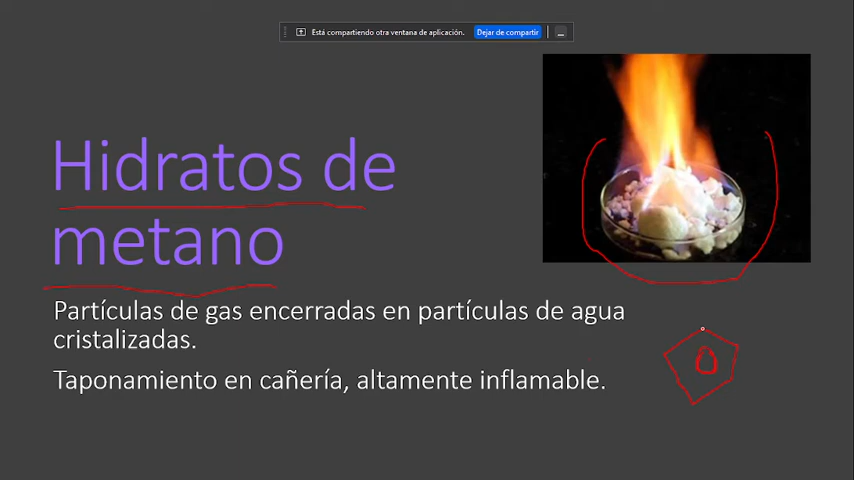 Está compartiendo otra ventana de aplicación. Dejar de compartir
Hidratos de
metano
Partículas de gas encerradas en partículas de agua
cristalizadas.
Taponamiento en cañería, altamente inflamable.